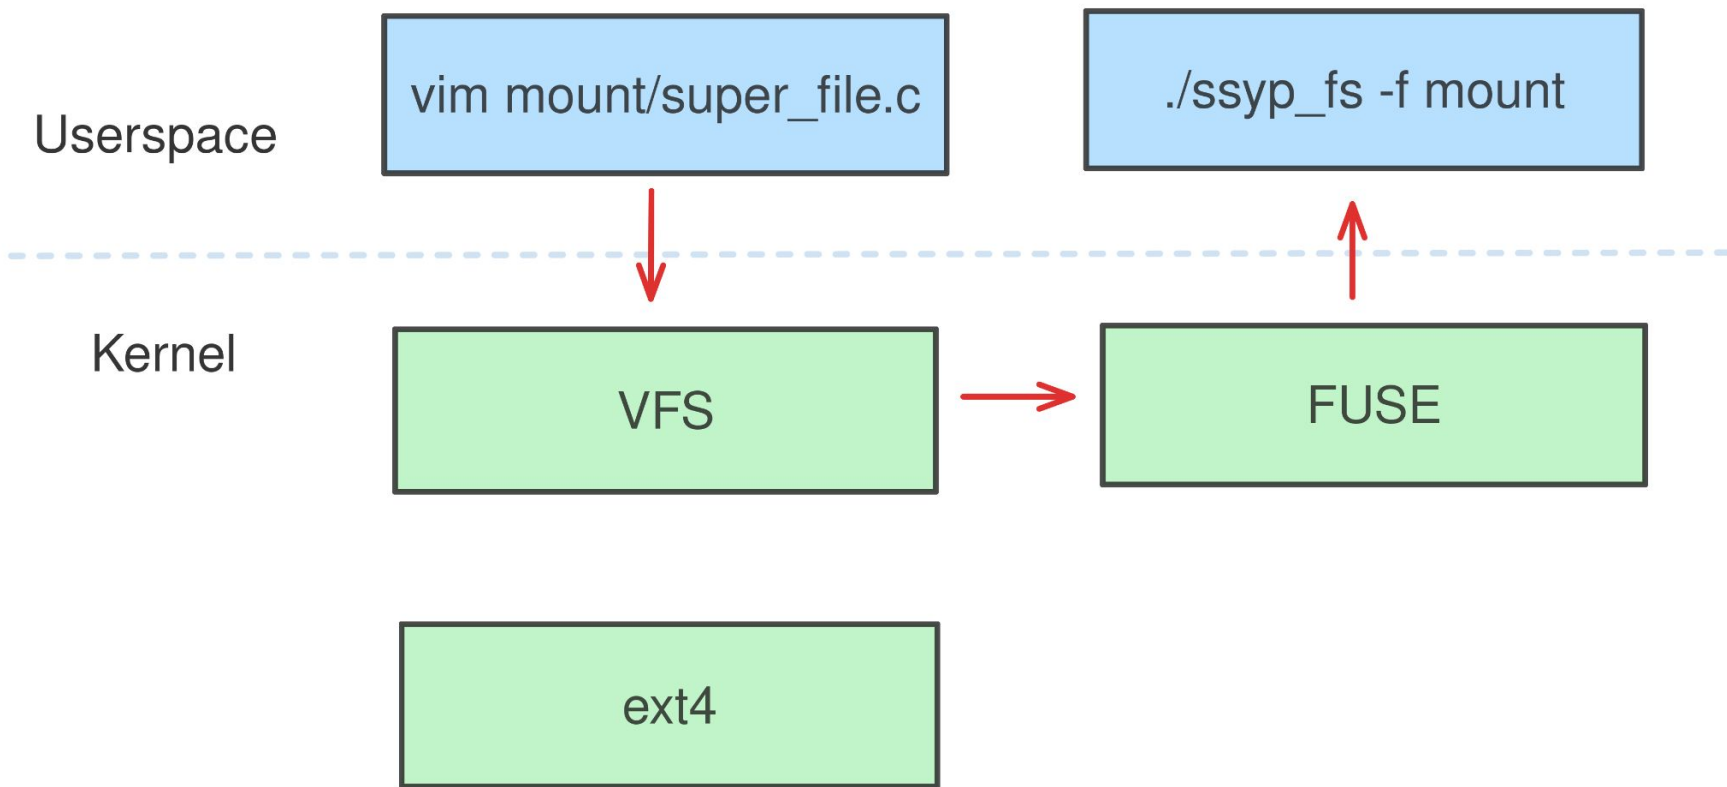 vim mount/super_file.c
./ssyp_fs -f mount
Userspace
Kernel
VFS
FUSE
ext4